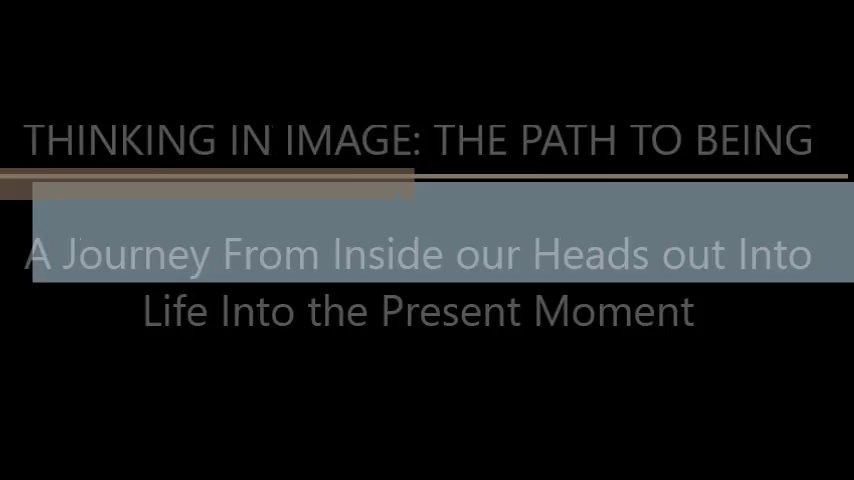 THINKING IN IMAGE: THE PATH TO BEING
A Journey From Inside our Heads out Into
Life Into the Present Moment